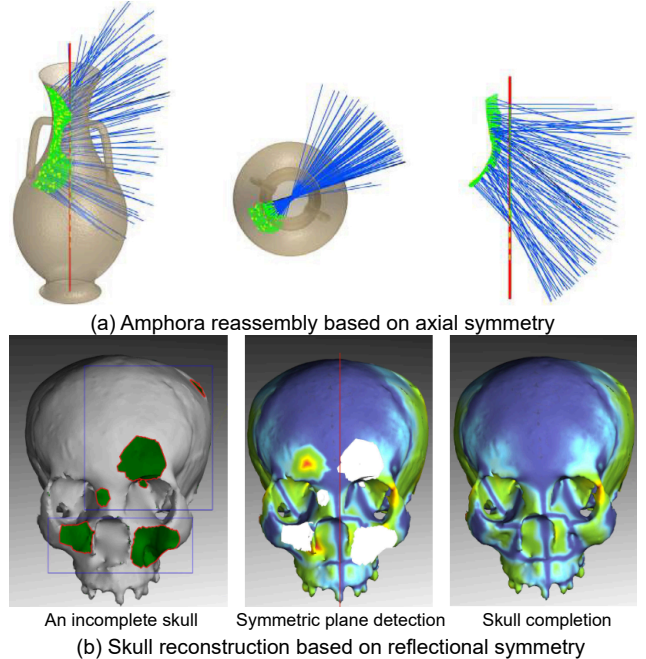 (a) Amphora reassembly based on axial symmetry
An incomplete skull
Symmetric plane detection
Skull completion
(b) Skull reconstruction based on reflectional symmetry